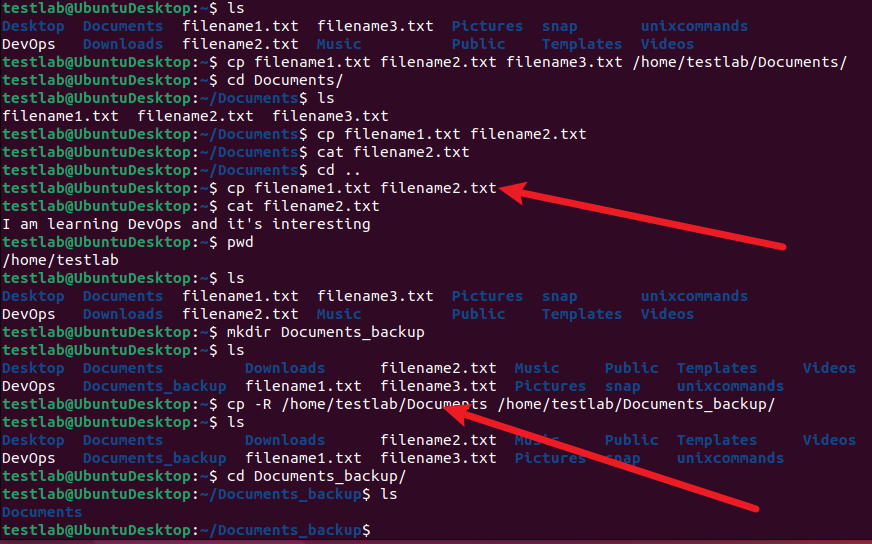 testlab@UbuntuDesktop:~$ ls
Desktop  Documents  filename1.txt  filename3.txt  Pictures  snap       unixcommands
DevOps   Downloads  filename2.txt  Music          Public    Templates  Videos
testlab@UbuntuDesktop:~$ cp filename1.txt filename2.txt filename3.txt /home/testlab/Documents/
testlab@UbuntuDesktop:~$ cd Documents/
testlab@UbuntuDesktop:~/Documents$ ls
filename1.txt  filename2.txt  filename3.txt
testlab@UbuntuDesktop:~/Documents$ cp filename1.txt filename2.txt
testlab@UbuntuDesktop:~/Documents$ cat filename2.txt
testlab@UbuntuDesktop:~/Documents$ cd ..
testlab@UbuntuDesktop:~$ cp filename1.txt filename2.txt
testlab@UbuntuDesktop:~$ cat filename2.txt
I am learning DevOps and it's interesting
testlab@UbuntuDesktop:~$ pwd
/home/testlab
testlab@UbuntuDesktop:~$ ls
Desktop  Documents  filename1.txt  filename3.txt  Pictures  snap       unixcommands
DevOps   Downloads  filename2.txt  Music          Public    Templates  Videos
testlab@UbuntuDesktop:~$ mkdir Documents_backup
testlab@UbuntuDesktop:~$ ls
Desktop  Documents         Downloads      filename2.txt  Music     Public  Templates     Videos
DevOps   Documents_backup  filename1.txt  filename3.txt  Pictures  snap    unixcommands
testlab@UbuntuDesktop:~$ cp -R /home/testlab/Documents /home/testlab/Documents_backup/
testlab@UbuntuDesktop:~$ ls
Desktop  Documents         Downloads      filename2.txt  Music     Public  Templates     Videos
DevOps   Documents_backup  filename1.txt  filename3.txt  Pictures  snap    unixcommands
testlab@UbuntuDesktop:~$ cd Documents_backup/
testlab@UbuntuDesktop:~/Documents_backup$ ls
Documents
testlab@UbuntuDesktop:~/Documents_backup$